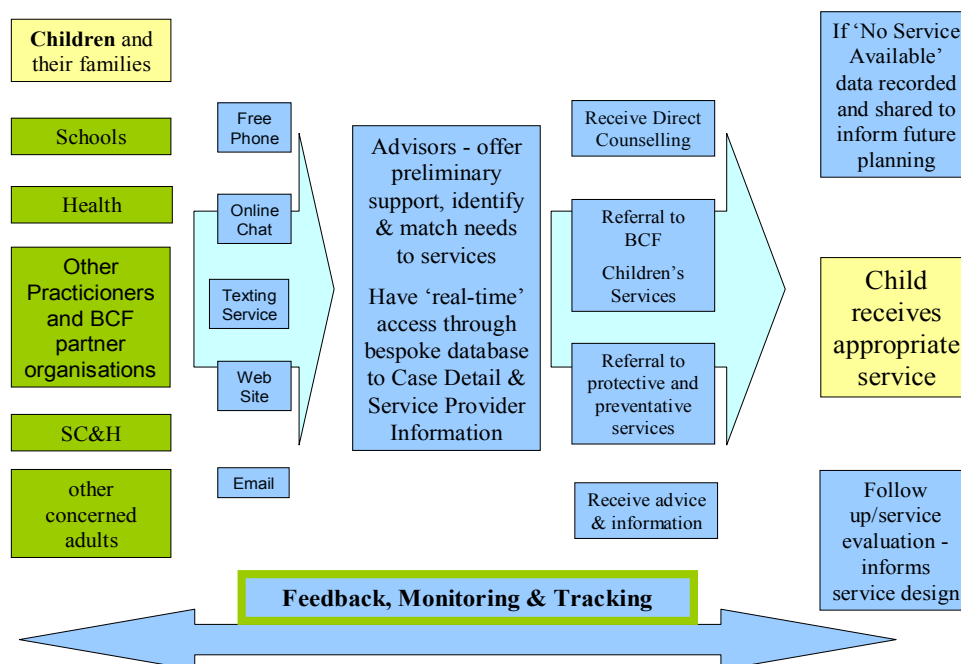 Children and
their families
Schools
Health
Other
Practicioners
and BCF
partner
organisations
SC&H
other
concerned
adults
Free
Phone
Online
Chat
Texting
Service
Web
Site
Email
Advisors - offer
preliminary
support, identify
& match needs
to services
Have ‘real-time’
access through
bespoke database
to Case Detail &
Service Provider
Information
Receive Direct
Counselling
Referral to
BCF
Children’s
Services
Referral to
protective and
preventative
services
Receive advice
& information
If ‘No Service
Available’
data recorded
and shared to
inform future
planning
Child
receives
appropriate
service
Follow
up/service
evaluation -
informs
service design
Feedback, Monitoring & Tracking